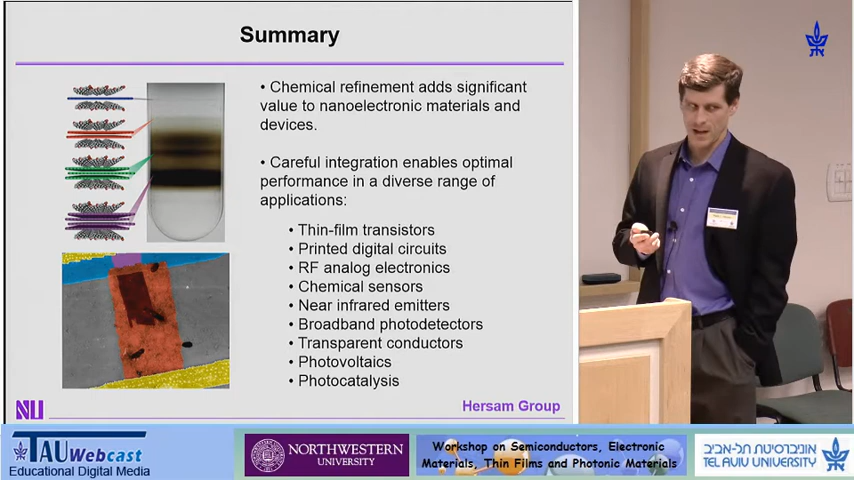 Summary
• Chemical refinement adds significant
value to nanoelectronic materials and
devices.
• Careful integration enables optimal
performance in a diverse range of
applications:
• Thin-film transistors
• Printed digital circuits
• RF analog electronics
• Chemical sensors
• Near infrared emitters
• Broadband photodetectors
• Transparent conductors
• Photovoltaics
• Photocatalysis
NU
Hersam Group
TAU Webcast
Educational Digital Media
NORTHWESTERN
UNIVERSITY
Workshop on Semiconductors, Electronic
Materials, Thin Films and Photonic Materials
אוניברסיטת תל-אביב
TEL AVIV UNIVERSITY